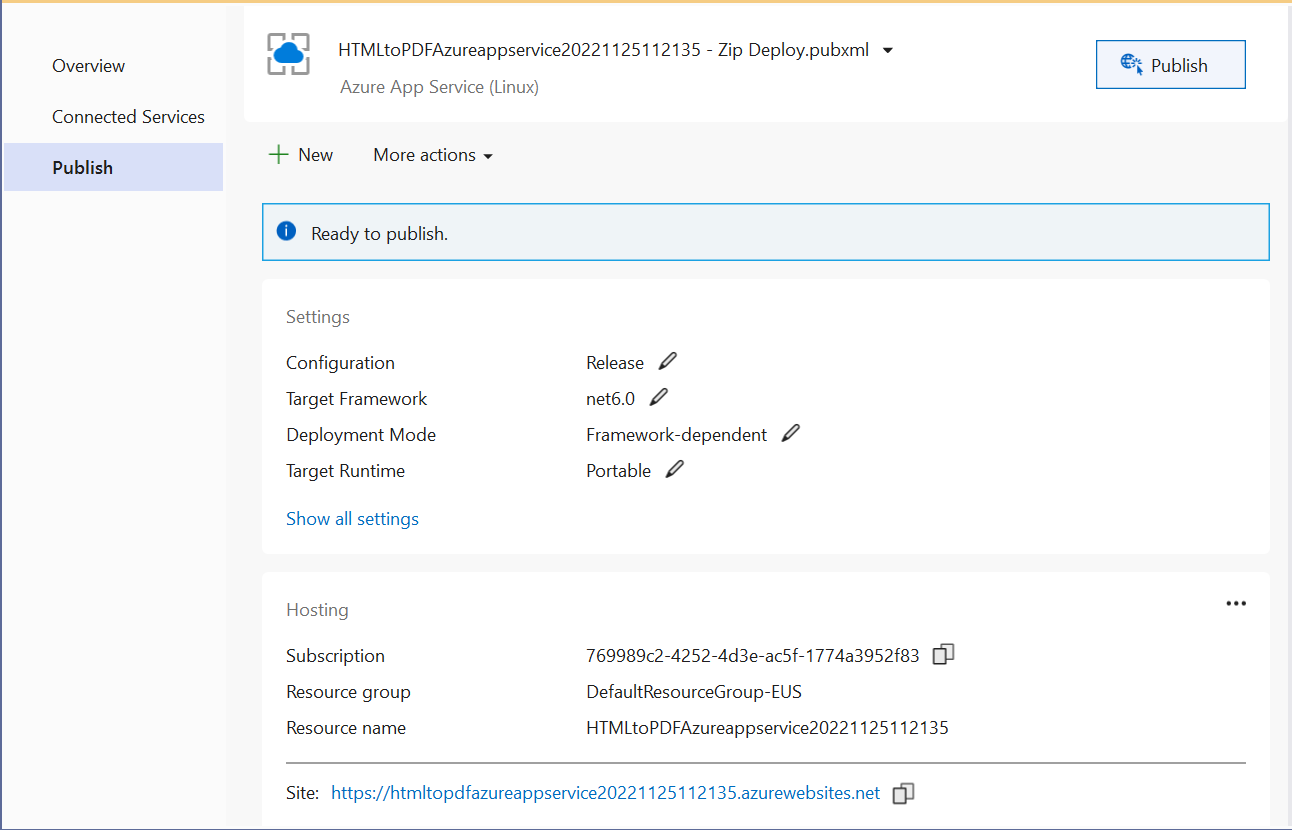 Overview
Connected Services
Publish
HTMLtoPDFAzureappservice20221125112135 - Zip Deploy.pubxml
Azure App Service (Linux)
Publish
New
More actions
Ready to publish.
Settings
Configuration Release
Target Framework net6.0
Deployment Mode Framework-dependent
Target Runtime Portable
Show all settings
Hosting
Subscription 769989c2-4252-4d3e-ac5f-1774a3952f83
Resource group DefaultResourceGroup-EUS
Resource name HTMLtoPDFAzureappservice20221125112135
Site: https://htmltopdfazureappservice20221125112135.azurewebsites.net